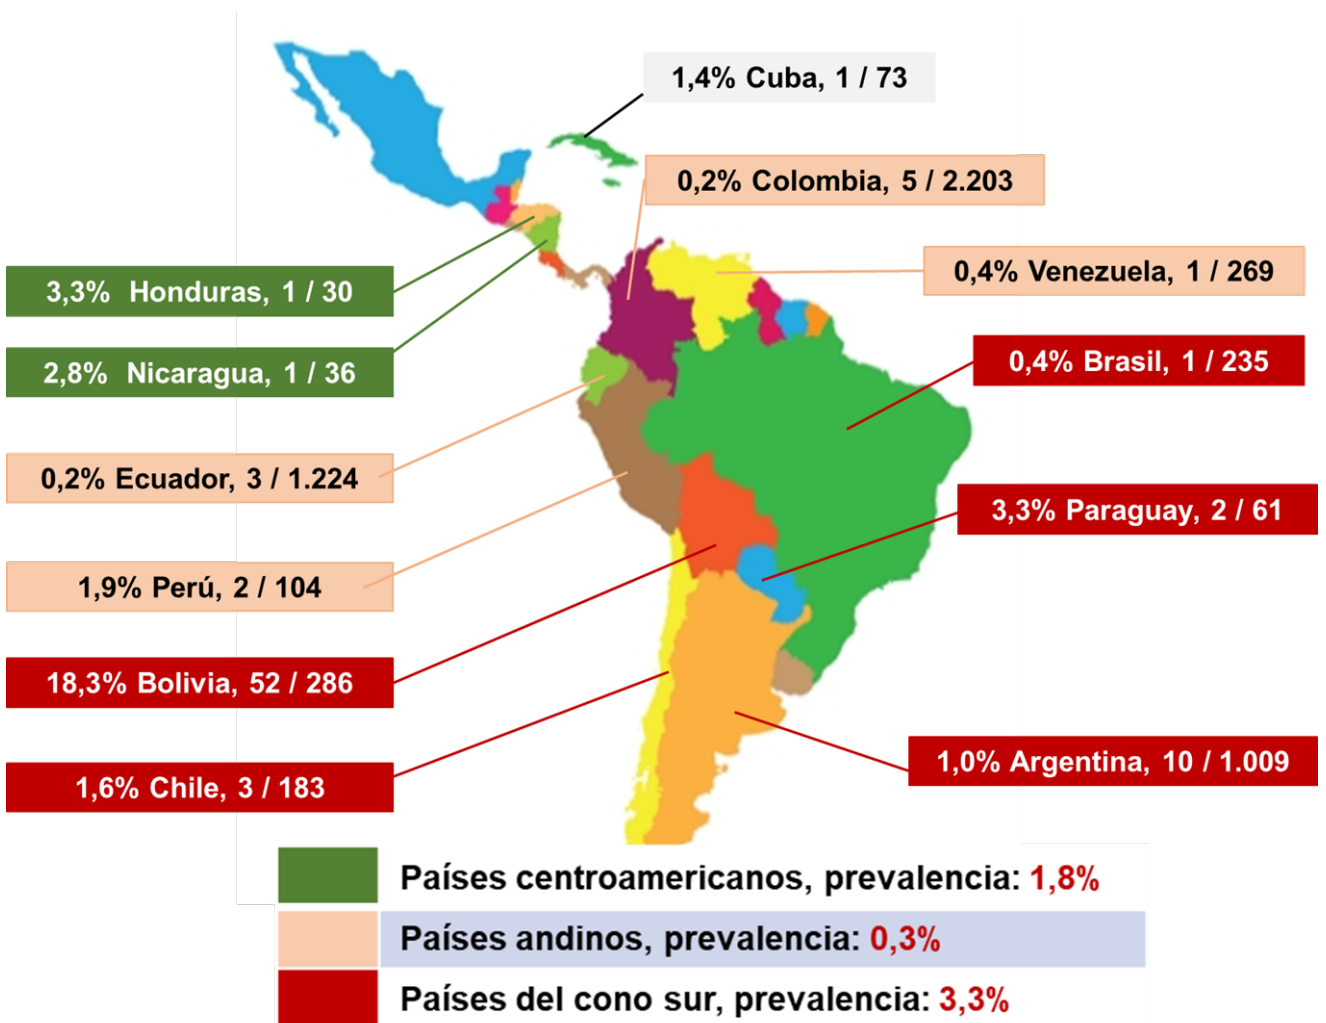 1,4% Cuba, 1 / 73
0,2% Colombia, 5 / 2.203
0,4% Venezuela, 1 / 269
3,3% Honduras, 1 / 30
0,4% Brasil, 1 / 235
2,8% Nicaragua, 1 / 36
0,2% Ecuador, 3 / 1.224
3,3% Paraguay, 2 / 61
1,9% Perú, 2 / 104
18,3% Bolivia, 52 / 286
1,0% Argentina, 10 / 1.009
1,6% Chile, 3 / 183
Países centroamericanos, prevalencia: 1,8%
Países andinos, prevalencia: 0,3%
Países del cono sur, prevalencia: 3,3%